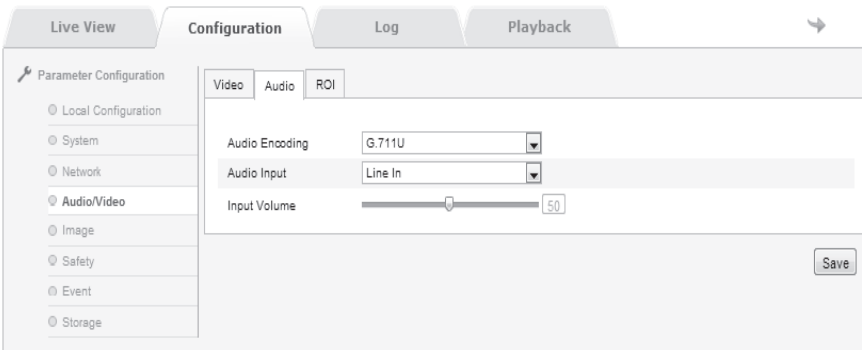 Live View Configuration Log Playback
Parameter Configuration
Local Configuration
System
Network
Audio/Video
Image
Safety
Event
Storage
Video Audio ROI
Audio Encoding G.711U
Audio Input Line In
Input Volume 50
Save